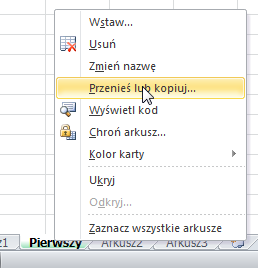 Wstaw...
Usuń
Zmień nazwę
Przenieś lub kopiuj...
Wyświetl kod
Chroń arkusz...
Kolor karty
Ukryj
Odkryj...
Zaznacz wszystkie arkusze
z1 Pierwszy Arkusz2 Arkusz3